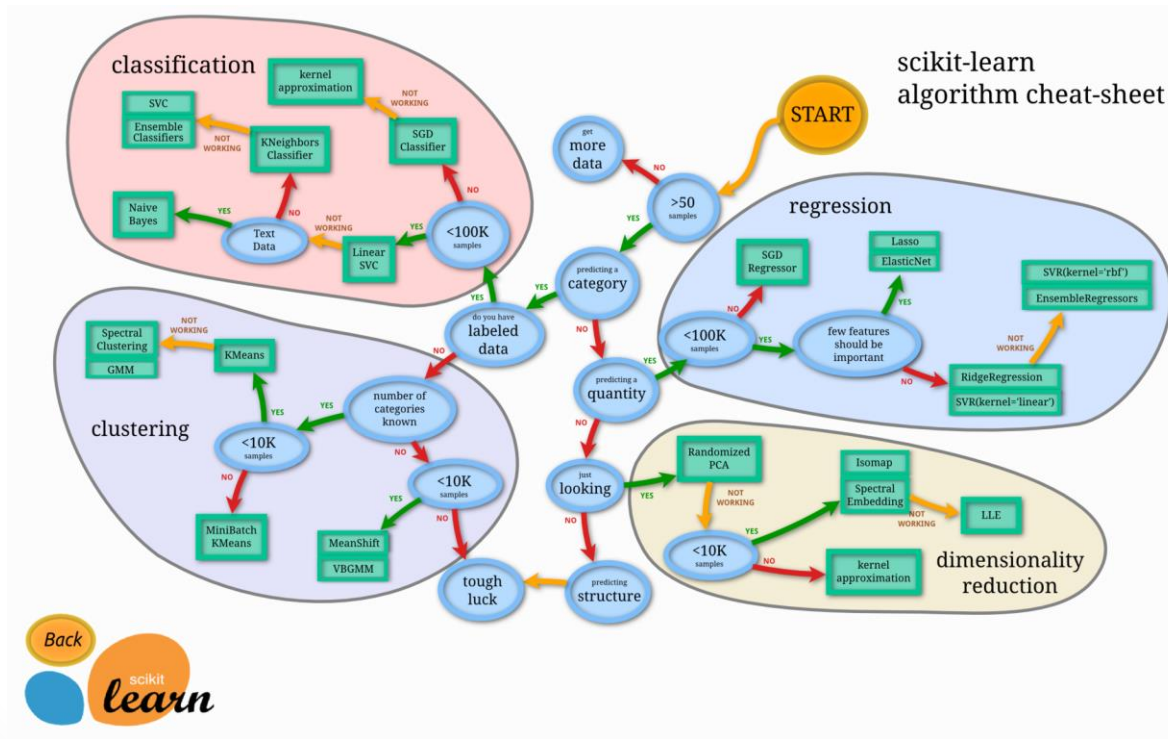 scikit-learn
algorithm cheat-sheet
START
classification
kernel
approximation
NOT
WORKING
SVC
Ensemble
Classifiers
NOT
WORKING
KNeighbors
Classifier
SGD
Classifier
NO
Naive
Bayes
YES
Text
Data
NO
NOT
WORKING
Linear
SVC
YES
<100K
samples
get
more
data
NO
>50
samples
YES
predicting a
category
YES
NO
YES
do you have
labeled
data
NO
predicting a
quantity
YES
NO
just
looking
YES
NO
predicting
structure
tough
luck
regression
SGD
Regressor
NO
Lasso
ElasticNet
YES
SVR(kernel='rbf')
EnsembleRegressors
<100K
samples
YES
few features
should be
important
NOT
WORKING
NO
RidgeRegression
SVR(kernel='linear')
clustering
Spectral
Clustering
GMM
NOT
WORKING
KMeans
YES
number of
categories
known
YES
NO
<10K
samples
NO
MiniBatch
KMeans
<10K
samples
YES
NO
MeanShift
VBGMM
Randomized
PCA
NOT
WORKING
<10K
samples
YES
NO
Isomap
Spectral
Embedding
NOT
WORKING
LLE
kernel
approximation
dimensionality
reduction
Back
scikit
learn